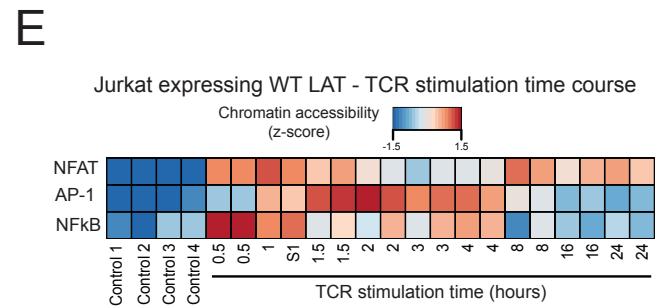 E
Jurkat expressing WT LAT - TCR stimulation time course
Chromatin accessibility
(z-score)
-1.5 1.5
NFAT
AP-1
NFkB
Control 1 Control 2 Control 3 Control 4 0.5 0.5 1 S1 1.5 1.5 2 2 3 3 4 4 8 8 16 16 24 24
TCR stimulation time (hours)